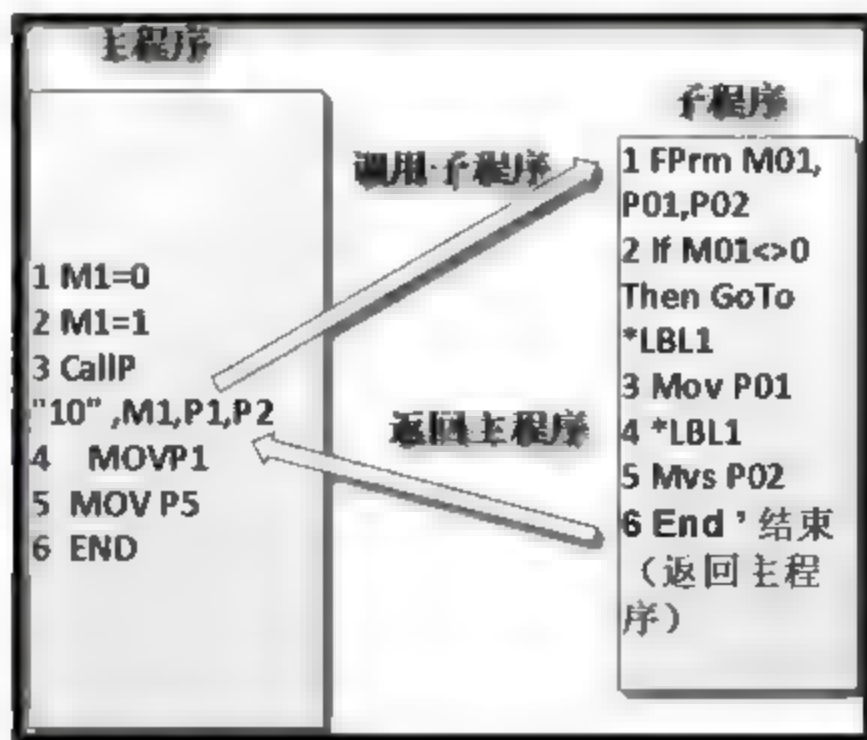 主程序
1 M1=0
2 M1=1
3 CallP
"10" ,M1,P1,P2
4 MOVP1
5 MOV P5
6 END
调用子程序
返回主程序
子程序
1 FPrm M01,
P01,P02
2 If M01<>0
Then GoTo
*LBL1
3 Mov P01
4 *LBL1
5 Mvs P02
6 End ' 结束
（返回主程
序）